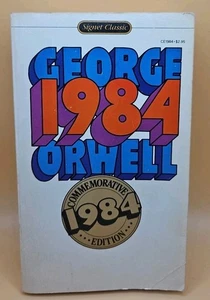 Signet Classic
GEORGE
1984
ORWELL
COMMEMORATIVE
1984
EDITION